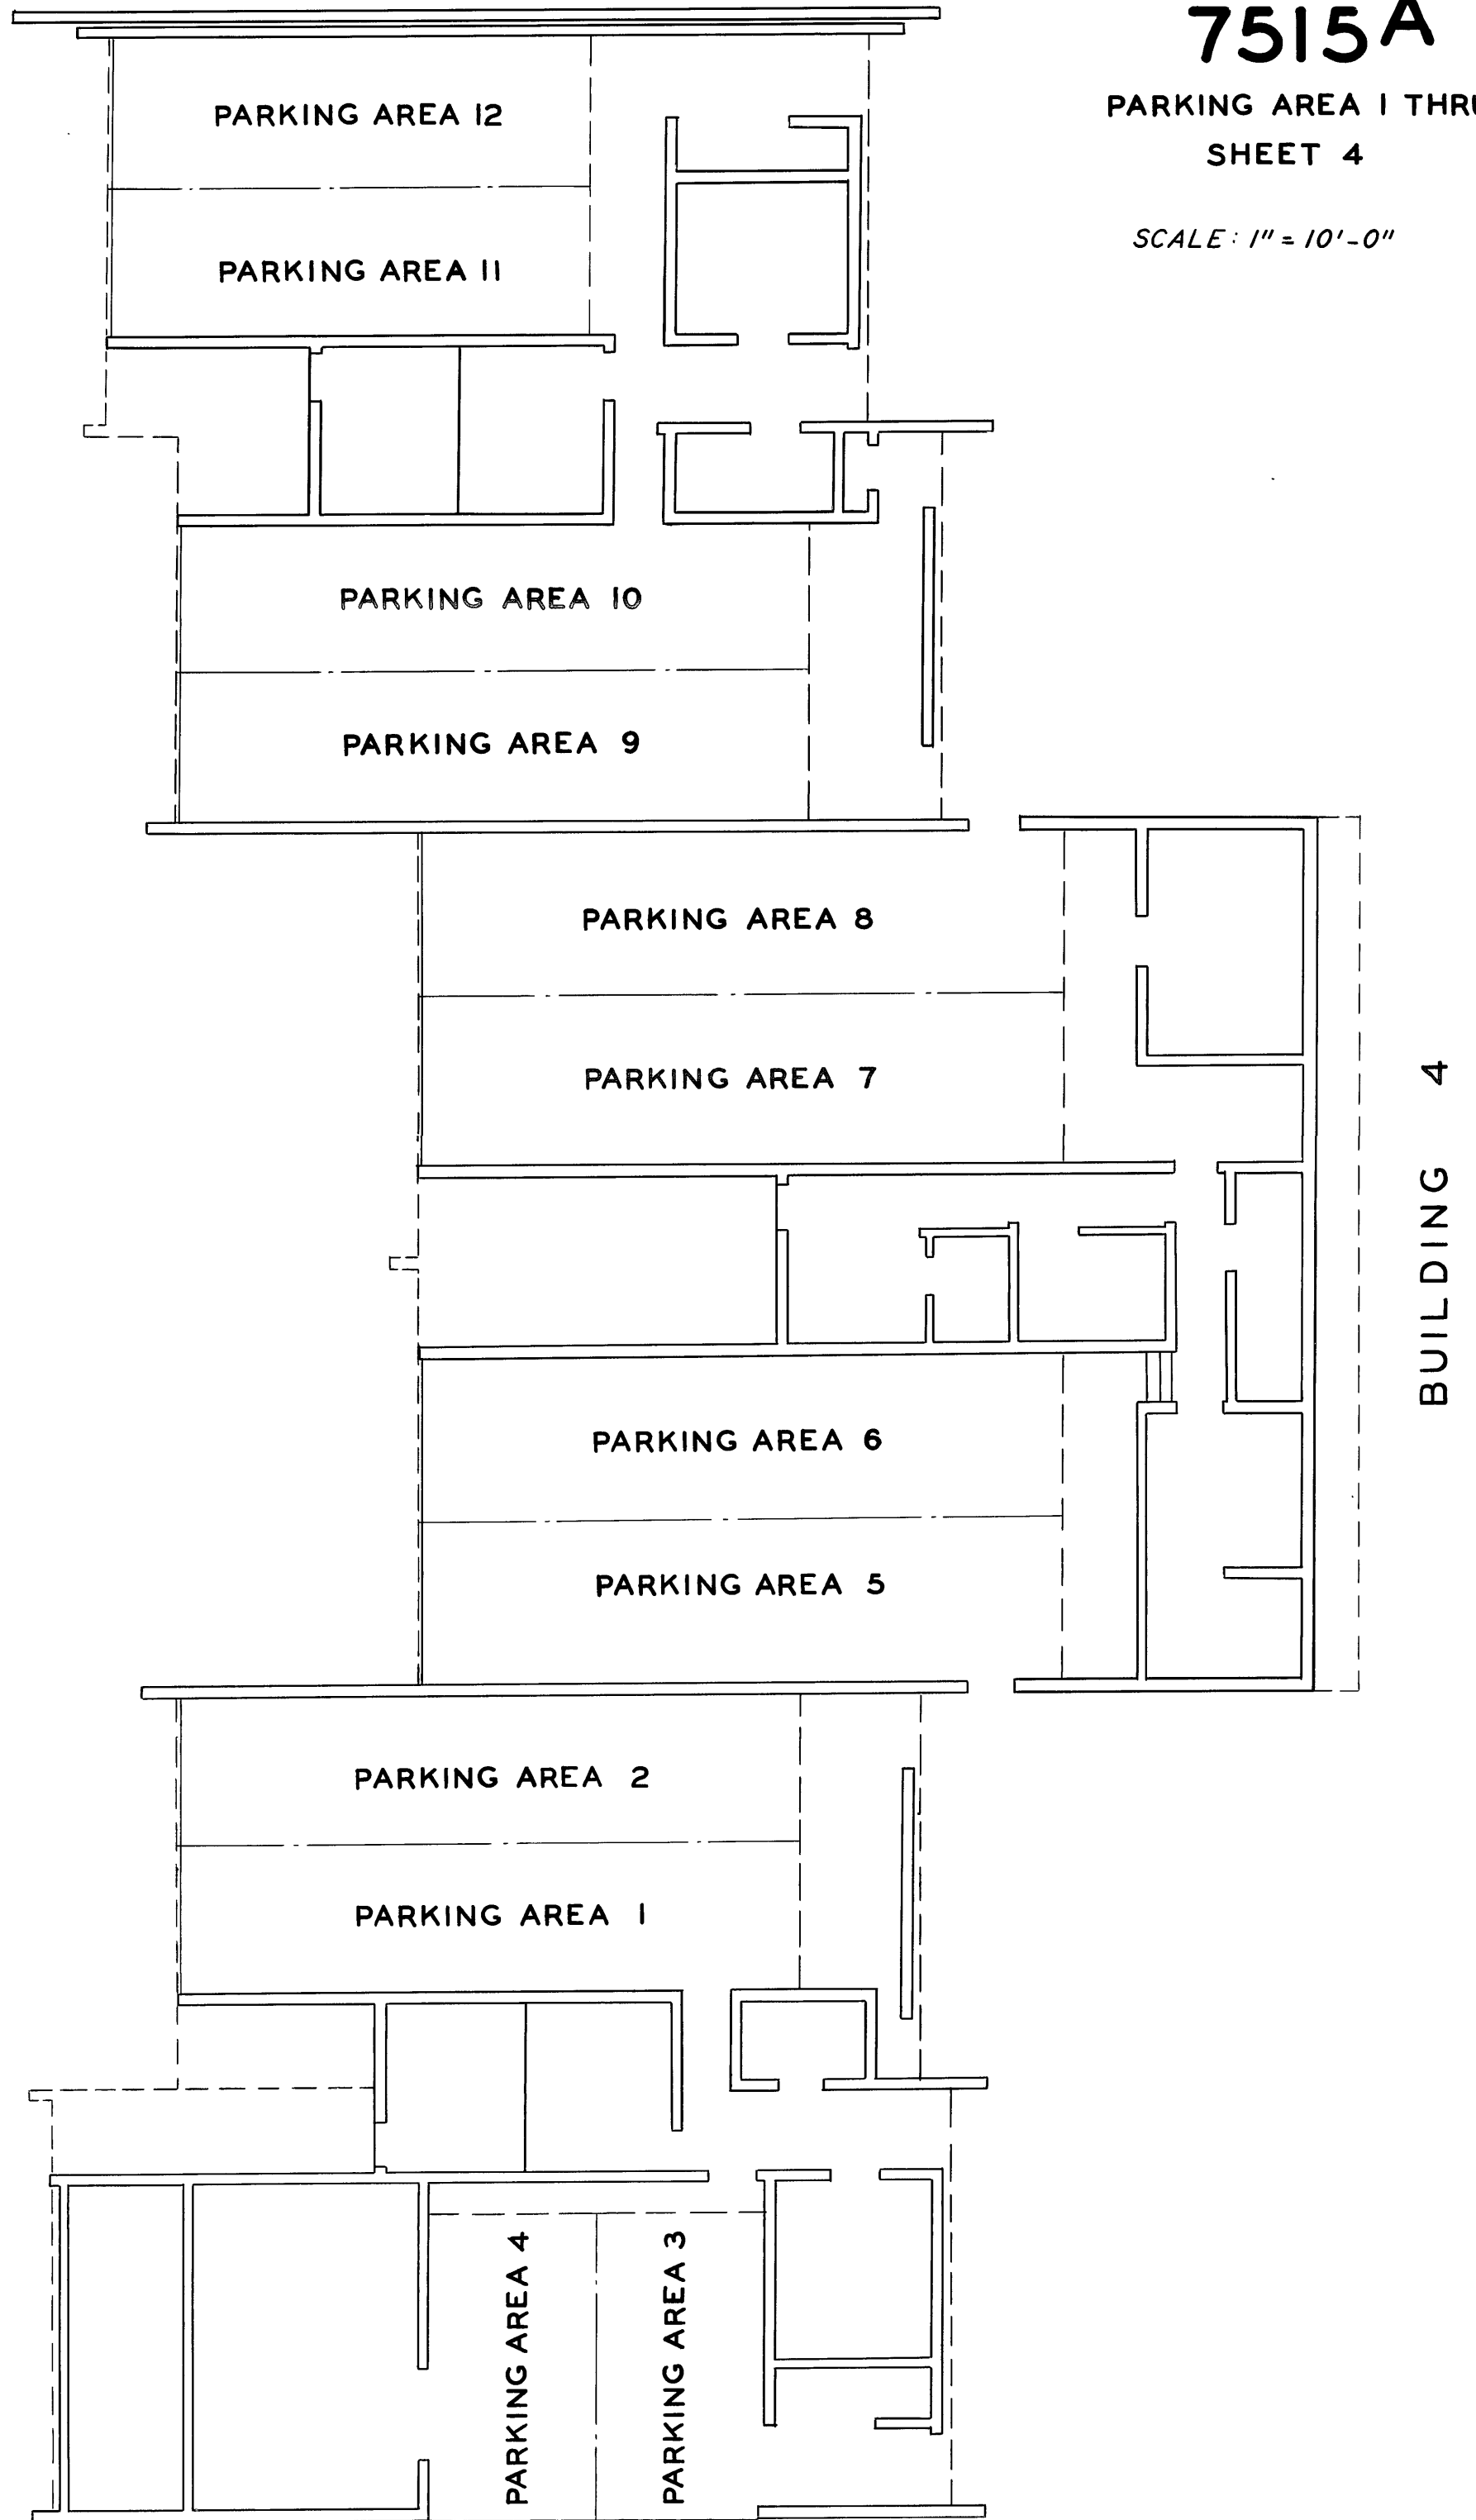 7515A
PARKING AREA 1 THRU
SHEET 4
SCALE: 1" = 10'-0"
PARKING AREA 12
PARKING AREA 11
PARKING AREA 10
PARKING AREA 9
PARKING AREA 8
PARKING AREA 7
BUILDING 4
PARKING AREA 6
PARKING AREA 5
PARKING AREA 2
PARKING AREA 1
PARKING AREA 4
PARKING AREA 3